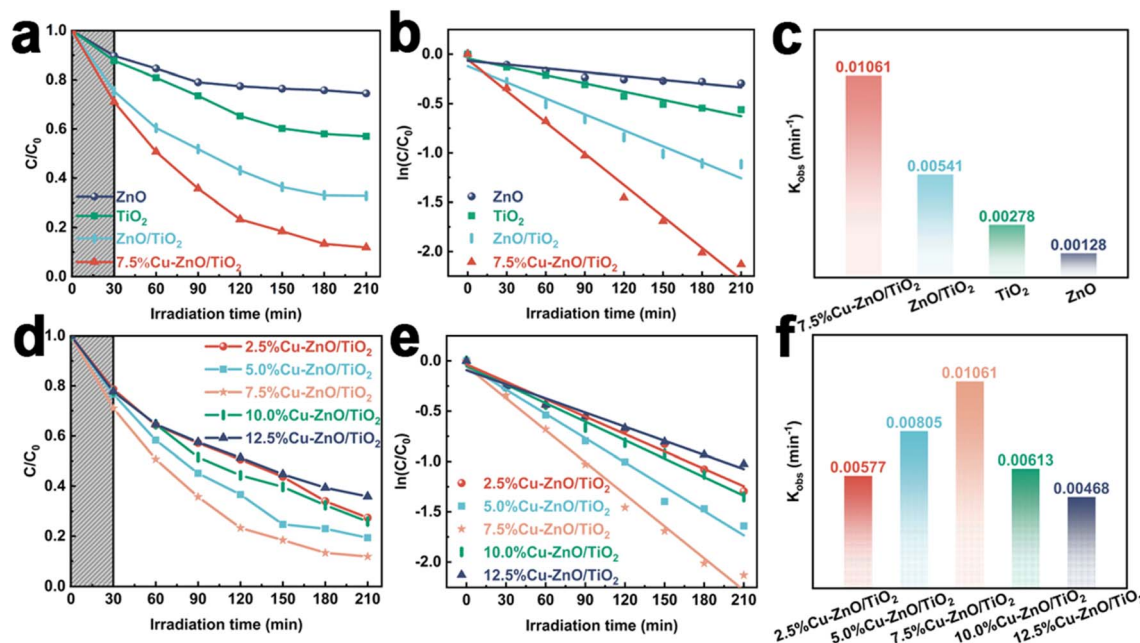 a
C/C₀
1.0
0.8
0.6
0.4
0.2
0.0
ZnO
TiO₂
ZnO/TiO₂
7.5%Cu-ZnO/TiO₂
0 30 60 90 120 150 180 210
Irradiation time (min)
b
ln(C/C₀)
0.0
-0.5
-1.0
-1.5
-2.0
ZnO
TiO₂
ZnO/TiO₂
7.5%Cu-ZnO/TiO₂
0 30 60 90 120 150 180 210
Irradiation time (min)
c
K_obs (min⁻¹)
0.01061
0.00541
0.00278
0.00128
7.5%Cu-ZnO/TiO₂
ZnO/TiO₂
TiO₂
ZnO
d
C/C₀
1.0
0.8
0.6
0.4
0.2
0.0
2.5%Cu-ZnO/TiO₂
5.0%Cu-ZnO/TiO₂
7.5%Cu-ZnO/TiO₂
10.0%Cu-ZnO/TiO₂
12.5%Cu-ZnO/TiO₂
0 30 60 90 120 150 180 210
Irradiation time (min)
e
ln(C/C₀)
0.0
-0.5
-1.0
-1.5
-2.0
2.5%Cu-ZnO/TiO₂
5.0%Cu-ZnO/TiO₂
7.5%Cu-ZnO/TiO₂
10.0%Cu-ZnO/TiO₂
12.5%Cu-ZnO/TiO₂
0 30 60 90 120 150 180 210
Irradiation time (min)
f
K_obs (min⁻¹)
0.00577
0.00805
0.01061
0.00613
0.00468
2.5%Cu-ZnO/TiO₂
5.0%Cu-ZnO/TiO₂
7.5%Cu-ZnO/TiO₂
10.0%Cu-ZnO/TiO₂
12.5%Cu-ZnO/TiO₂